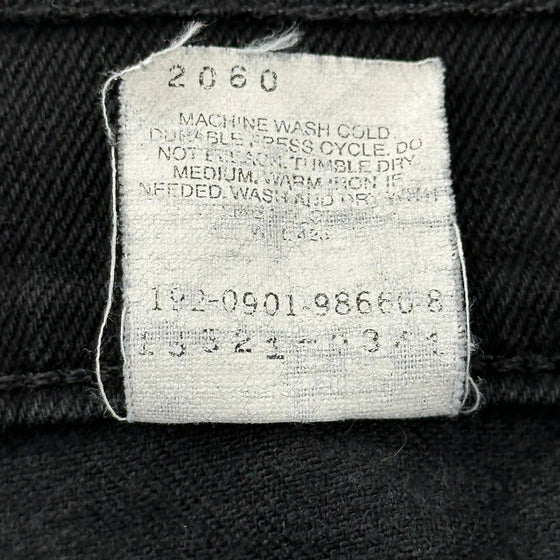 2060
MACHINE WASH COLD.
DURABLE PRESS CYCLE. DO
NOT BLEACH. TUMBLE DRY
MEDIUM. WARM IRON IF
NEEDED. WASH AND DRY WITH
192-0901-98660-8